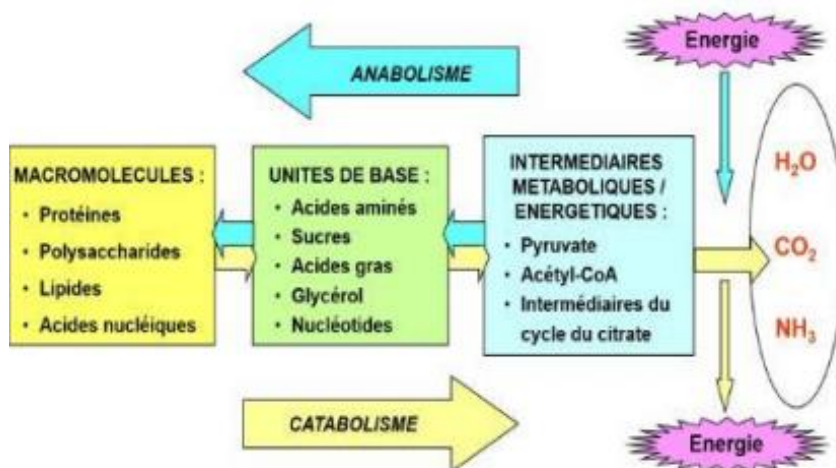 Energie
ANABOLISME
MACROMOLECULES :
• Protéines
• Polysaccharides
• Lipides
• Acides nucléiques
UNITES DE BASE :
• Acides aminés
• Sucres
• Acides gras
• Glycérol
• Nucléotides
INTERMEDIAIRES
METABOLIQUES /
ENERGETIQUES :
• Pyruvate
• Acétyl-CoA
• Intermédiaires du
cycle du citrate
H₂O
CO₂
NH₃
CATABOLISME
Energie